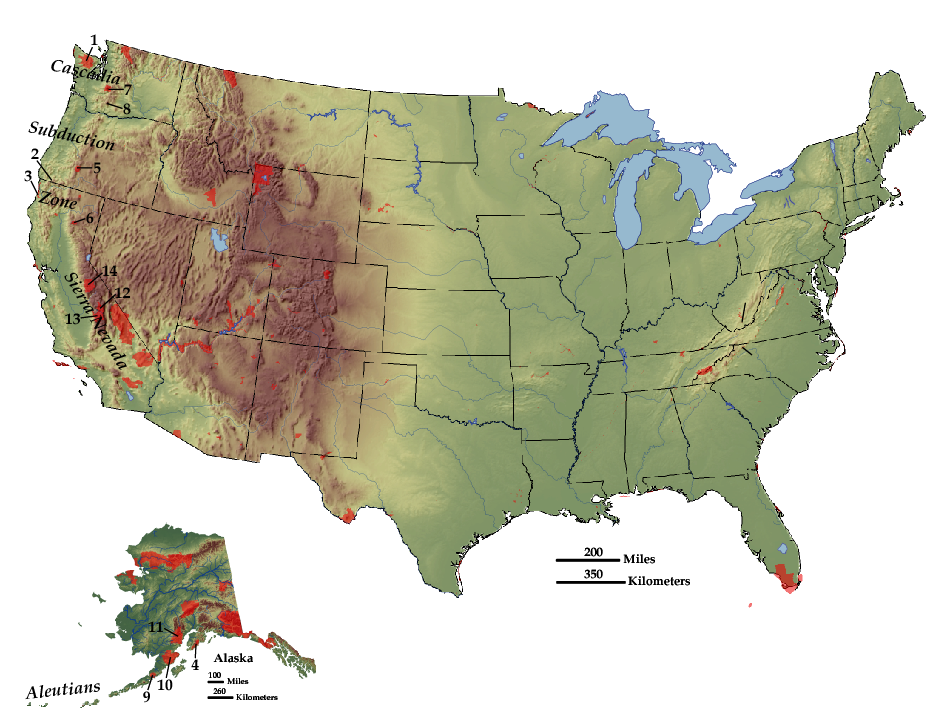 1
Cascadia
7
8
Subduction
2
5
3
Zone
6
14
Sierra Nevada
12
13
200
Miles
350
Kilometers
11
4
Alaska
100
Miles
260
Kilometers
10
9
Aleutians